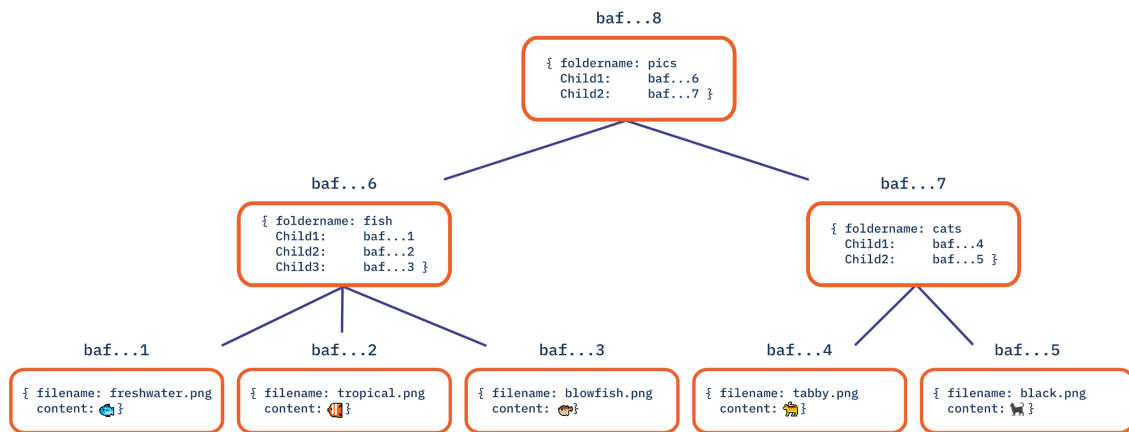 baf...8
{ foldername: pics
Child1: baf...6
Child2: baf...7 }
baf...6
{ foldername: fish
Child1: baf...1
Child2: baf...2
Child3: baf...3 }
baf...7
{ foldername: cats
Child1: baf...4
Child2: baf...5 }
baf...1
{ filename: freshwater.png
content: 🐟 }
baf...2
{ filename: tropical.png
content: 🐠 }
baf...3
{ filename: blowfish.png
content: 🐡 }
baf...4
{ filename: tabby.png
content: 🐈 }
baf...5
{ filename: black.png
content: 🐈‍⬛ }